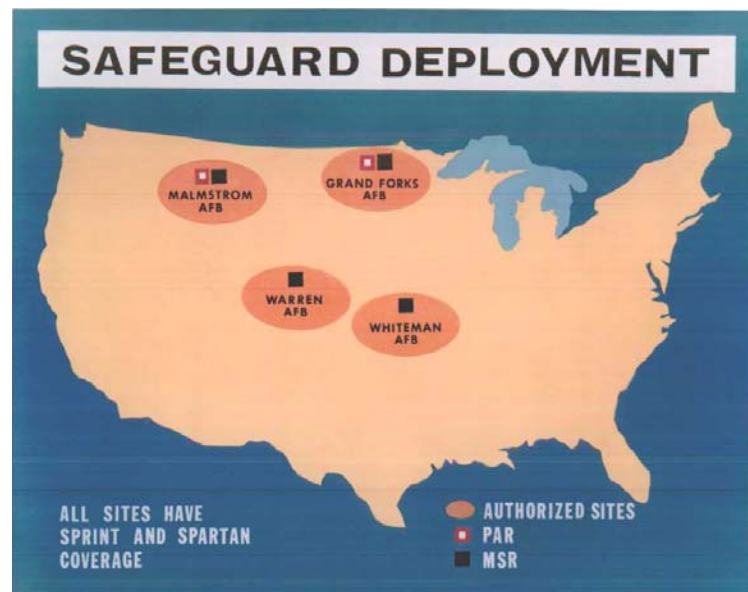 SAFEGUARD DEPLOYMENT
MALMSTROM
AFB
GRAND FORKS
AFB
WARREN
AFB
WHITEMAN
AFB
ALL SITES HAVE
SPRINT AND SPARTAN
COVERAGE
AUTHORIZED SITES
PAR
MSR